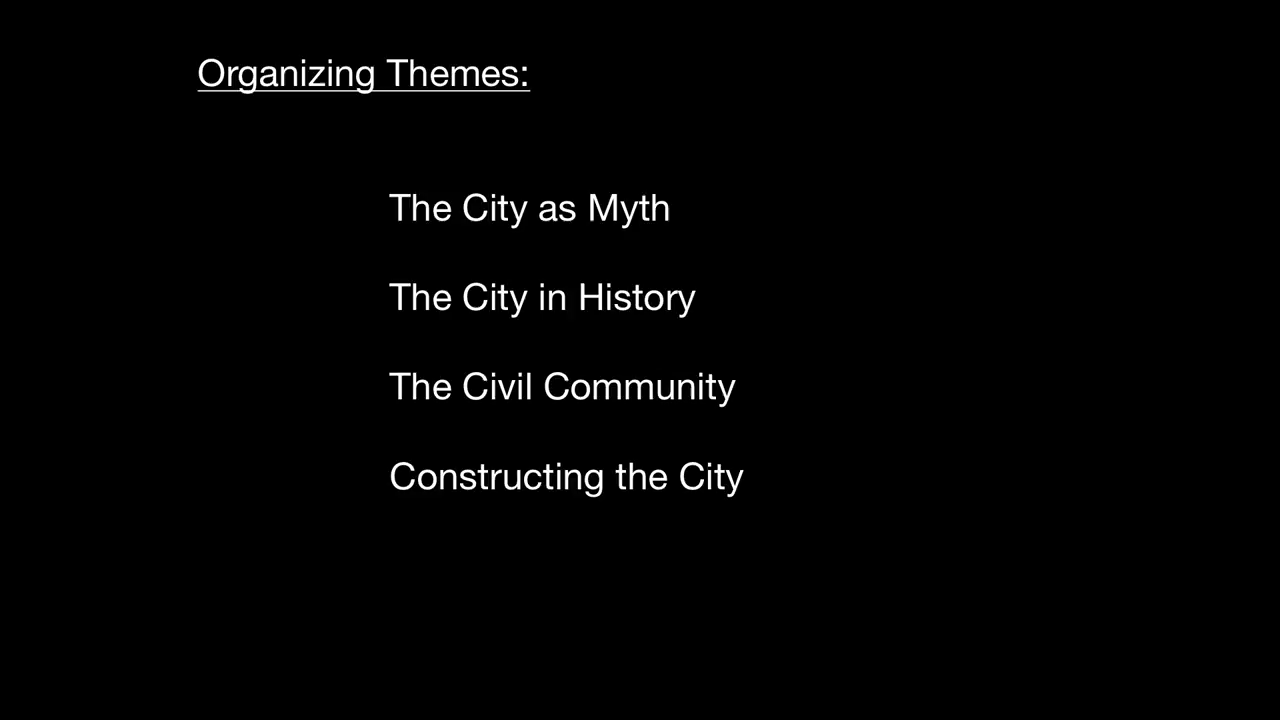 Organizing Themes:
The City as Myth
The City in History
The Civil Community
Constructing the City